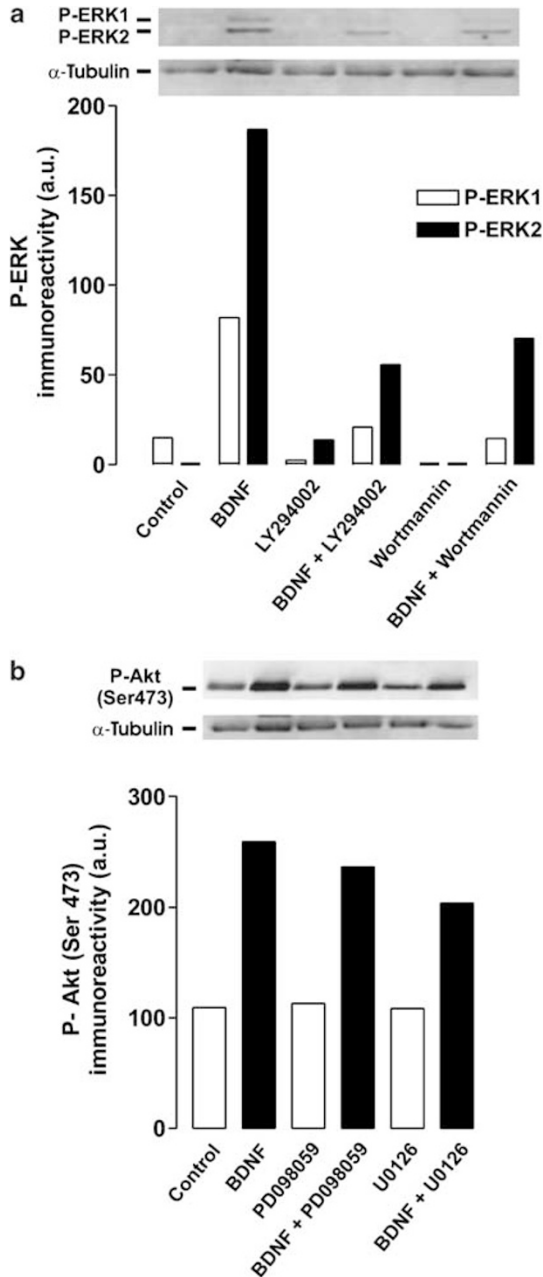 a
P-ERK1
P-ERK2
α-Tubulin
200
150
100
50
0
P-ERK
immunoreactivity (a.u.)
P-ERK1
P-ERK2
Control
BDNF
LY294002
BDNF + LY294002
Wortmannin
BDNF + Wortmannin
b
P-Akt
(Ser473)
α-Tubulin
300
200
100
0
P- Akt (Ser 473)
immunoreactivity (a.u.)
Control
BDNF
PD098059
BDNF + PD098059
U0126
BDNF + U0126